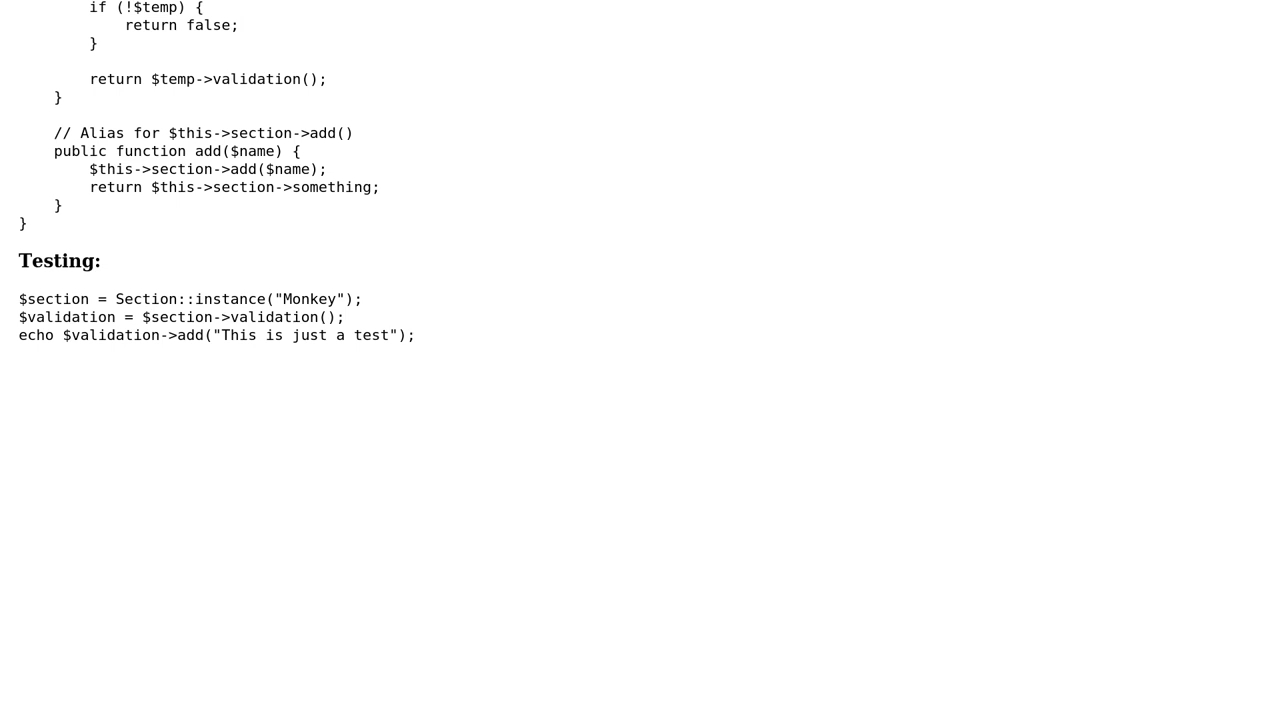 if (!$temp) {
            return false;
        }

        return $temp->validation();
    }

    // Alias for $this->section->add()
    public function add($name) {
        $this->section->add($name);
        return $this->section->something;
    }
}
Testing:
$section = Section::instance("Monkey");
$validation = $section->validation();
echo $validation->add("This is just a test");